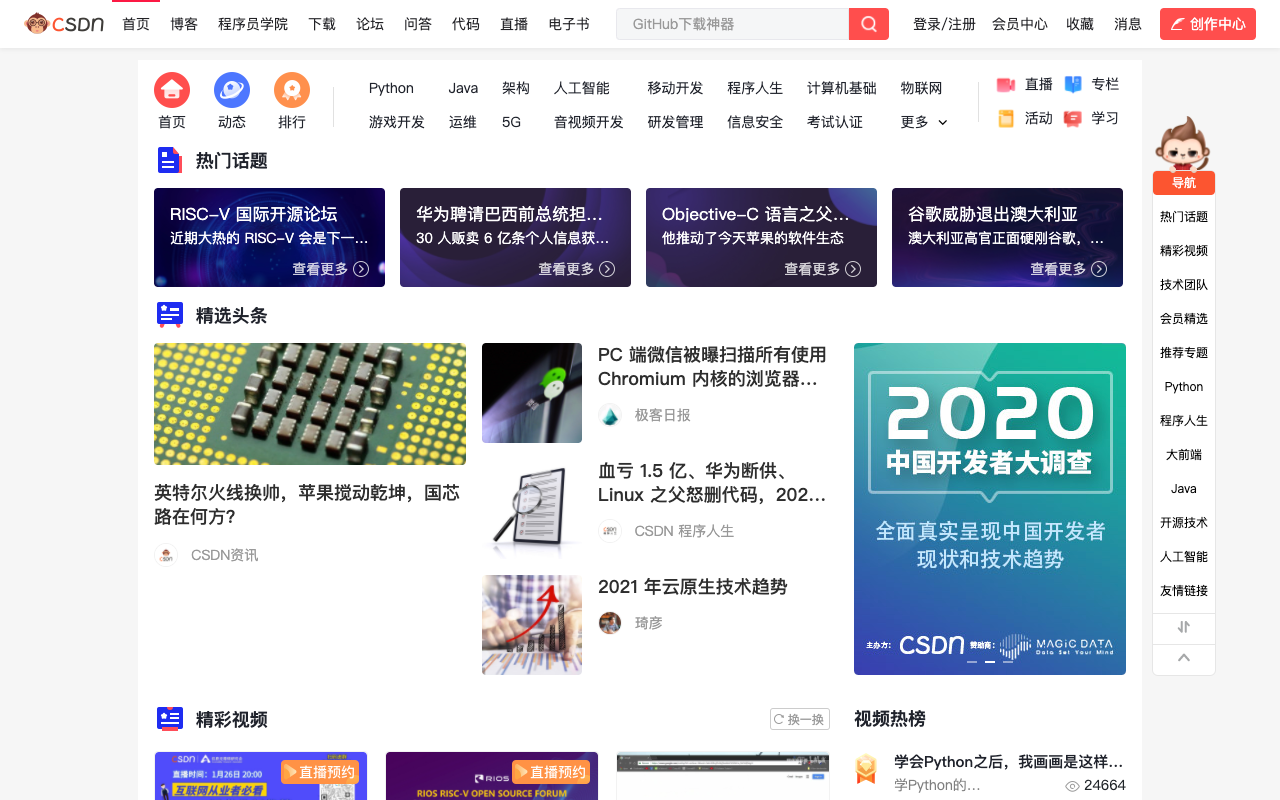 CSDN 首页 博客 程序员学院 下载 论坛 问答 代码 直播 电子书 GitHub下载神器 登录/注册 会员中心 收藏 消息 创作中心
首页 动态 排行
Python Java 架构 人工智能 移动开发 程序人生 计算机基础 物联网
游戏开发 运维 5G 音视频开发 研发管理 信息安全 考试认证 更多
直播 专栏
活动 学习
热门话题
RISC-V 国际开源论坛
近期大热的 RISC-V 会是下一…
查看更多
华为聘请巴西前总统担…
30 人贩卖 6 亿条个人信息获…
查看更多
Objective-C 语言之父…
他推动了今天苹果的软件生态
查看更多
谷歌威胁退出澳大利亚
澳大利亚高官正面硬刚谷歌，…
查看更多
精选头条
英特尔火线换帅，苹果搅动乾坤，国芯
路在何方？
CSDN资讯
PC 端微信被曝扫描所有使用
Chromium 内核的浏览器…
极客日报
血亏 1.5 亿、华为断供、
Linux 之父怒删代码，202…
CSDN 程序人生
2021 年云原生技术趋势
琦彦
2020
中国开发者大调查
全面真实呈现中国开发者
现状和技术趋势
主办方： CSDN 赞助商： MAGIC DATA
Data Set Your Mind
精彩视频
换一换
CSDN
直播时间：1月26日 20:00
互联网从业者必看
直播预约
RIOS
RIOS RISC-V OPEN SOURCE FORUM
直播预约
视频热榜
学会Python之后，我画画是这样…
学Python的…
24664
导航
热门话题
精彩视频
技术团队
会员精选
推荐专题
Python
程序人生
大前端
Java
开源技术
人工智能
友情链接